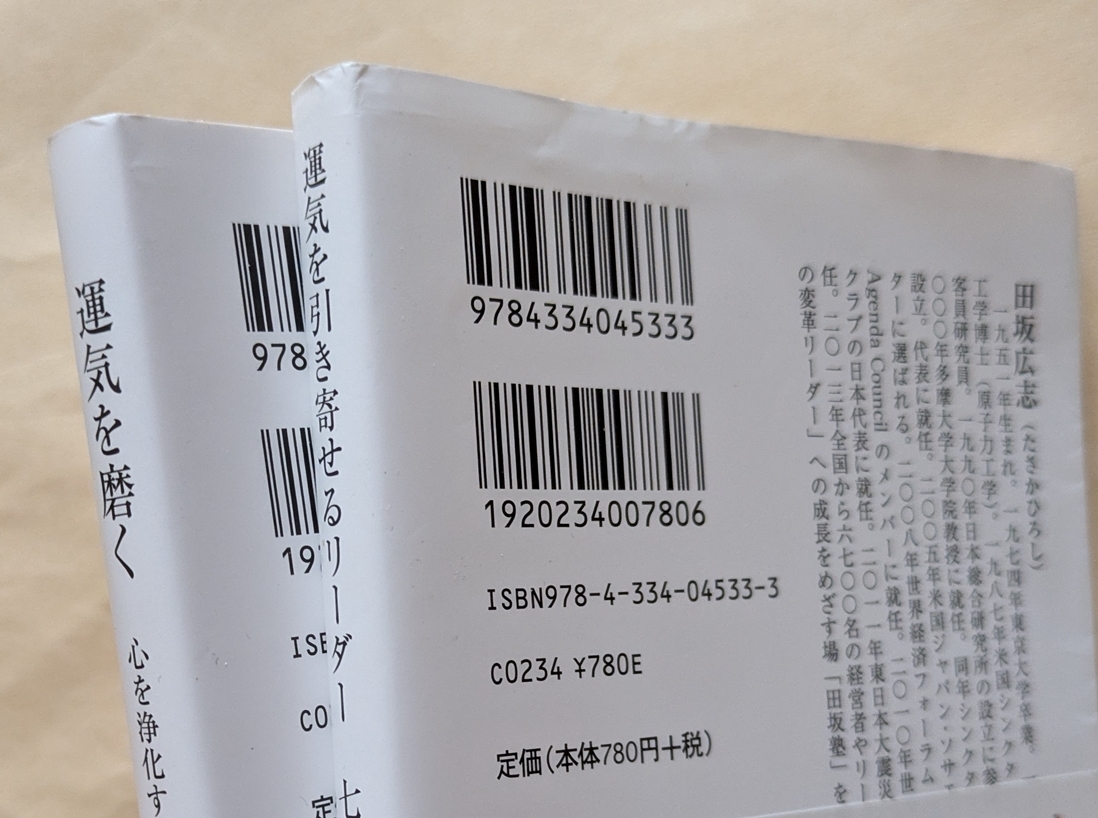 運気を磨く 心を浄化す
978
19
ISB
C0
定
運気を引き寄せるリーダー 七
9784334045333
1920234007806
ISBN978-4-334-04533-3
C0234 ¥780E
定価(本体780円+税)
田坂広志(たさかひろし)
一九五一年生まれ。一九七四年東京大学卒業。
工学博士(原子力工学)。一九八七年米国シンクタ
客員研究員。一九九〇年日本総合研究所の設立に参
〇〇〇年多摩大学大学院教授に就任。同年シンクタ
設立。代表に就任。二〇〇五年米国ジャパン・ソサエ
ターに選ばれる。二〇〇八年世界経済フォーラム
Agenda Council のメンバーに就任。二〇一〇年世
クラブの日本代表に就任。二〇一一年東日本大震災
任。二〇一三年全国から六七〇〇名の経営者やリー
の変革リーダー」への成長をめざす場「田坂塾」を